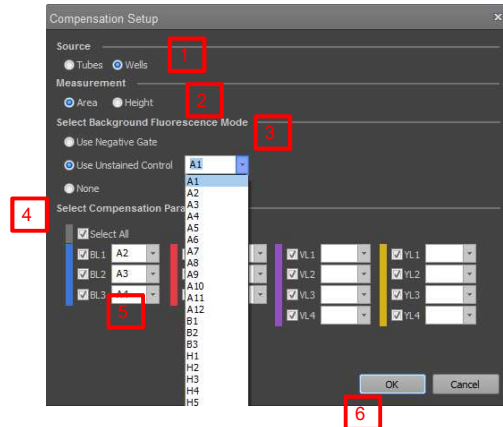 Compensation Setup ×
Source
1
Tubes Wells
Measurement
2
Area Height
Select Background Fluorescence Mode
3
Use Negative Gate
Use Unstained Control A1
None
A1
A2
A3
A4
A5
A6
A7
A8
A9
A10
A11
A12
B1
B2
B3
H1
H2
H3
H4
H5
4
Select Compensation Para
Select All
BL1 A2 VL1 YL1
BL2 A3 VL2 YL2
BL3 VL3 YL3
5
VL4 YL4
OK Cancel
6